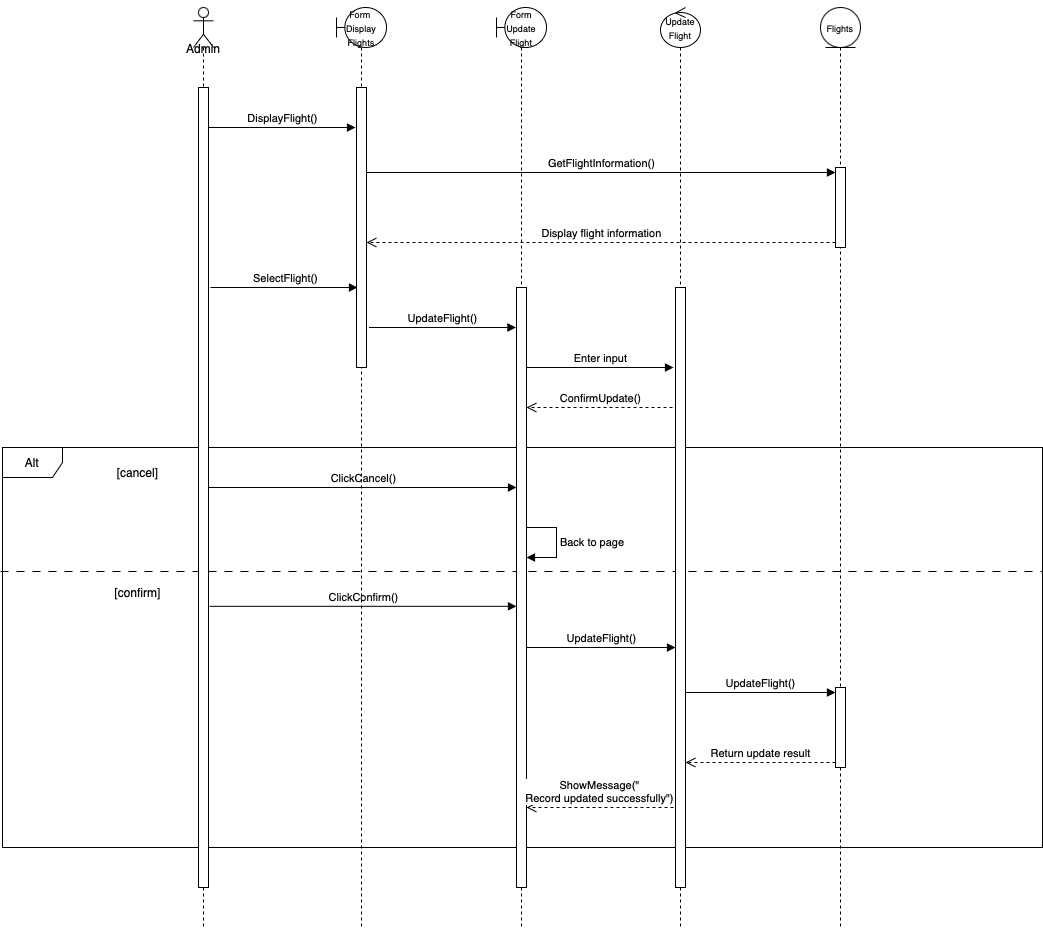 Admin
Form
Display
Flights
Form
Update
Flight
Update
Flight
Flights
DisplayFlight()
GetFlightInformation()
Display flight information
SelectFlight()
UpdateFlight()
Enter input
ConfirmUpdate()
Alt
[cancel]
ClickCancel()
Back to page
[confirm]
ClickConfirm()
UpdateFlight()
UpdateFlight()
Return update result
ShowMessage("
Record updated successfully")